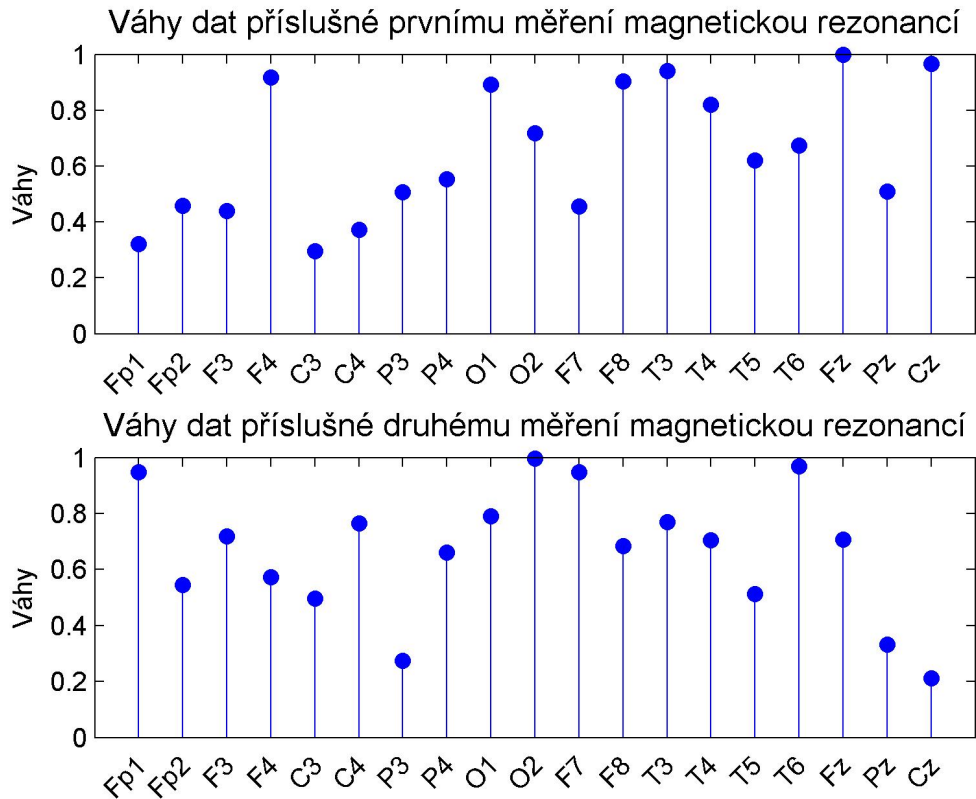 Váhy dat příslušné prvnímu měření magnetickou rezonancí
1
0.8
0.6
0.4
0.2
0
Váhy
Fp1 Fp2 F3 F4 C3 C4 P3 P4 O1 O2 F7 F8 T3 T4 T5 T6 Fz Pz Cz
Váhy dat příslušné druhému měření magnetickou rezonancí
1
0.8
0.6
0.4
0.2
0
Váhy
Fp1 Fp2 F3 F4 C3 C4 P3 P4 O1 O2 F7 F8 T3 T4 T5 T6 Fz Pz Cz